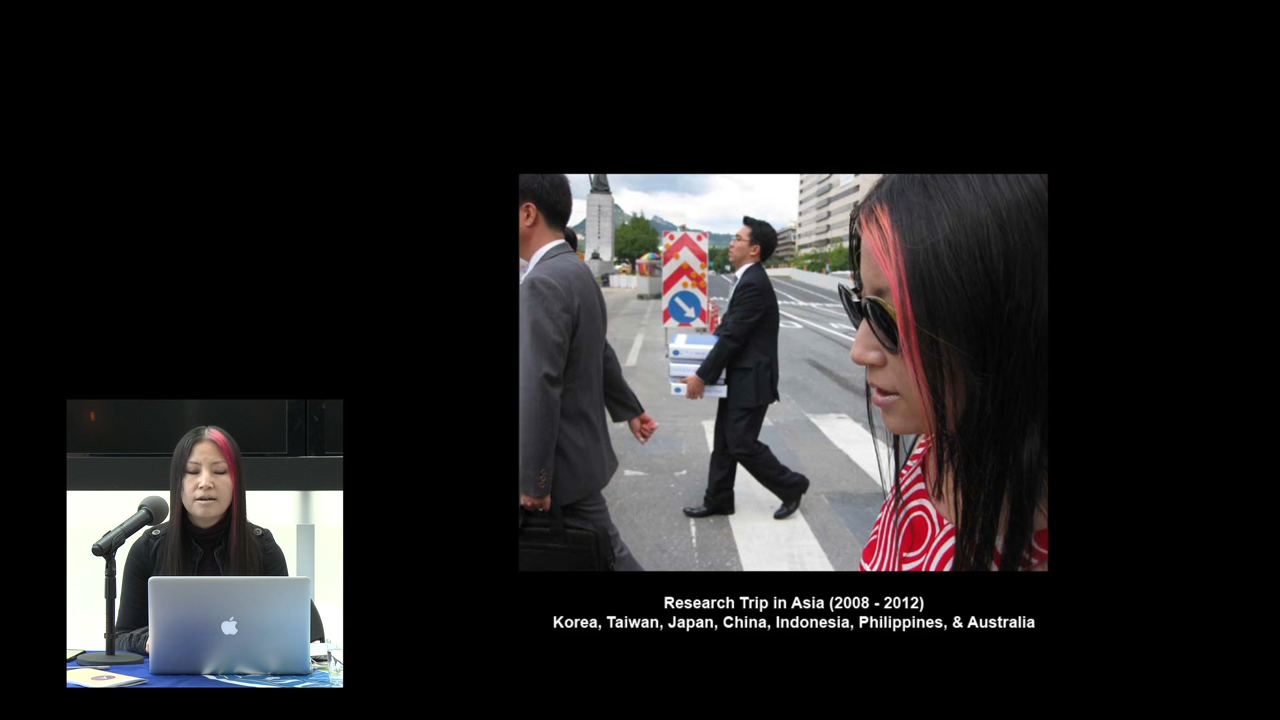 Research Trip in Asia (2008 - 2012)
Korea, Taiwan, Japan, China, Indonesia, Philippines, & Australia